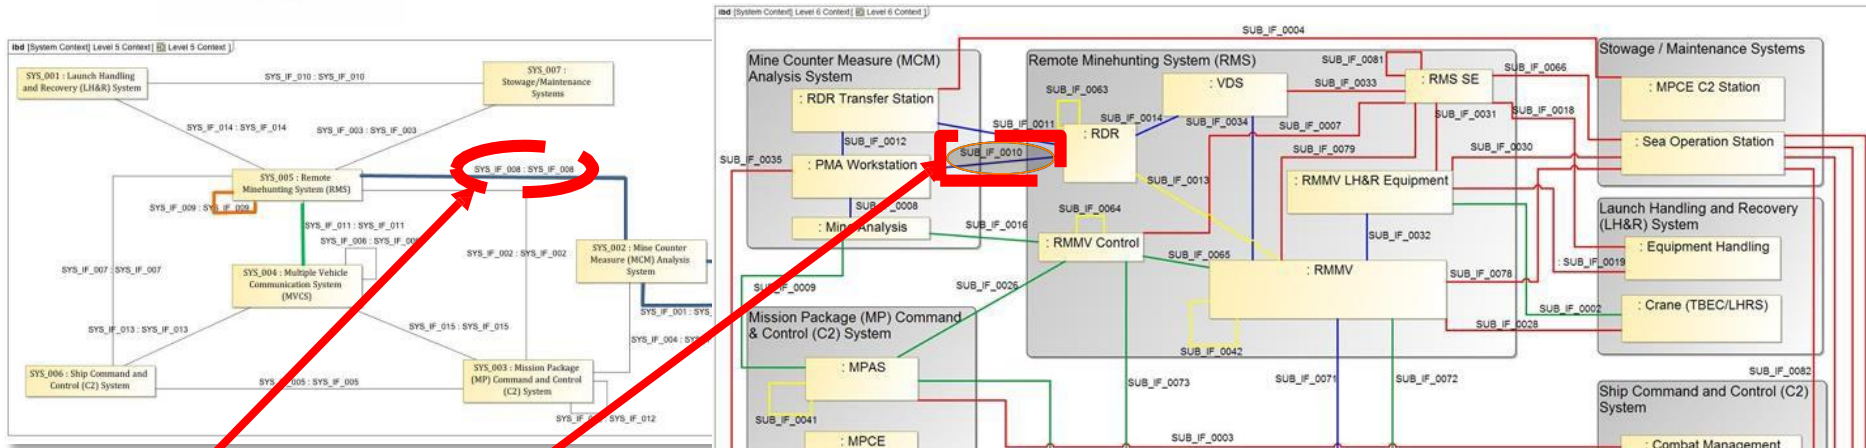 ibd [System Context] Level 5 Context [ Level 5 Context ]
SYS_001 : Launch Handling
and Recovery (LH&R) System
SYS_IF_010 : SYS_IF_010
SYS_007 :
Stowage/Maintenance
Systems
SYS_IF_014 : SYS_IF_014
SYS_IF_003 : SYS_IF_003
SYS_IF_008 : SYS_IF_008
SYS_005 : Remote
Minehunting System (RMS)
SYS_IF_009 : SYS_IF_009
SYS_IF_011 : SYS_IF_011
SYS_IF_002 : SYS_IF_002
SYS_002 : Mine Counter
Measure (MCM) Analysis
System
SYS_IF_007 : SYS_IF_007
SYS_004 : Multiple Vehicle
Communication System
(MVCS)
SYS_IF_001 : SYS_
SYS_IF_013 : SYS_IF_013
SYS_IF_015 : SYS_IF_015
SYS_IF_004 :
SYS_006 : Ship Command and
Control (C2) System
SYS_IF_005
SYS_003 : Mission Package
(MP) Command and Control
(C2) System
SYS_IF_012
ibd [System Context] Level 6 Context [ Level 6 Context ]
SUB_IF_0004
Mine Counter Measure (MCM)
Analysis System
: RDR Transfer Station
SUB_IF_0012
SUB_IF_0035
: PMA Workstation
SUB_IF_0008
: Mine Analysis
SUB_IF_0011
SUB_IF_0010
SUB_IF_0016
SUB_IF_0009
Remote Minehunting System (RMS)
SUB_IF_0063
: RDR
SUB_IF_0014
: VDS
SUB_IF_0034
SUB_IF_0033
SUB_IF_0081
: RMS SE
SUB_IF_0066
SUB_IF_0018
SUB_IF_0031
SUB_IF_0007
SUB_IF_0079
SUB_IF_0030
SUB_IF_0013
: RMMV LH&R Equipment
SUB_IF_0064
: RMMV Control
SUB_IF_0065
SUB_IF_0032
: RMMV
SUB_IF_0078
SUB_IF_0026
SUB_IF_0042
SUB_IF_0028
SUB_IF_0002
: SUB_IF_0019
Stowage / Maintenance Systems
: MPCE C2 Station
: Sea Operation Station
Launch Handling and Recovery
(LH&R) System
: Equipment Handling
: Crane (TBEC/LHRS)
Mission Package (MP) Command
& Control (C2) System
: MPAS
SUB_IF_0041
: MPCE
SUB_IF_0073
SUB_IF_0071
SUB_IF_0072
SUB_IF_0003
SUB_IF_0082
Ship Command and Control (C2)
System
: Combat Management